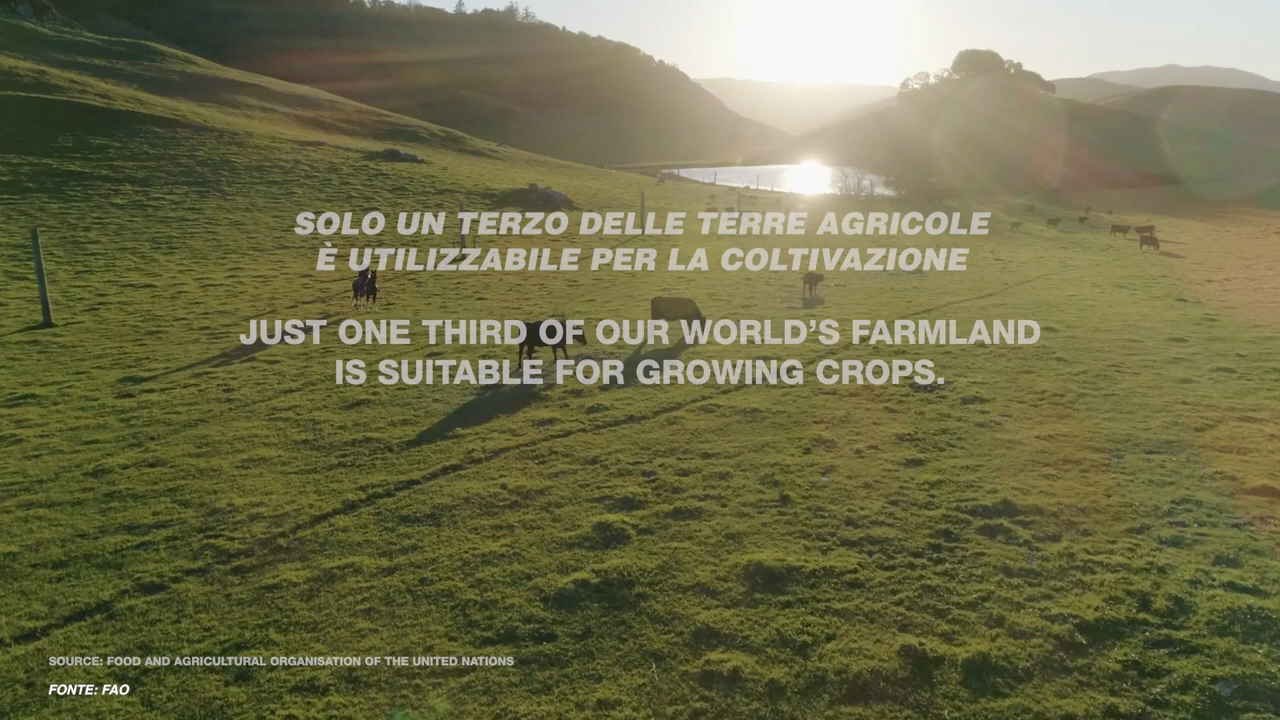 SOLO UN TERZO DELLE TERRE AGRICOLE
È UTILIZZABILE PER LA COLTIVAZIONE
JUST ONE THIRD OF OUR WORLD’S FARMLAND
IS SUITABLE FOR GROWING CROPS.
SOURCE: FOOD AND AGRICULTURAL ORGANISATION OF THE UNITED NATIONS
FONTE: FAO